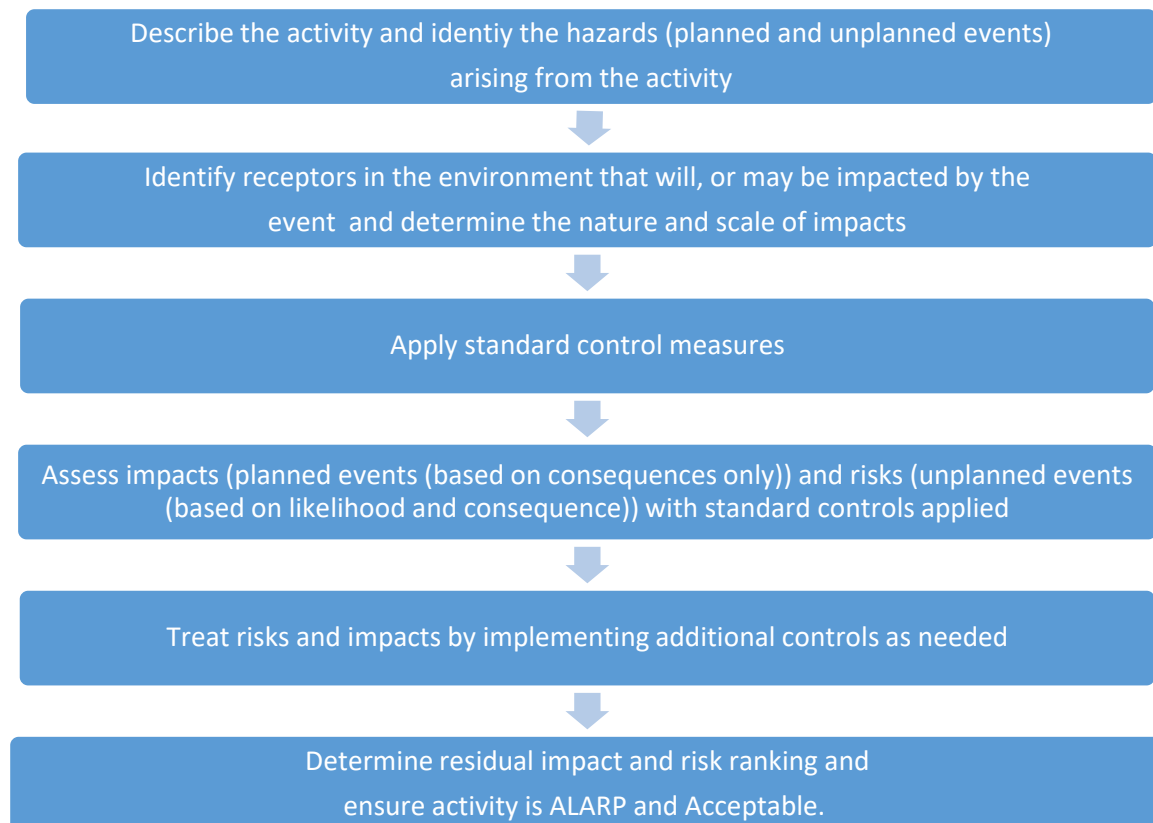 Describe the activity and identiy the hazards (planned and unplanned events)
arising from the activity
Identify receptors in the environment that will, or may be impacted by the
event and determine the nature and scale of impacts
Apply standard control measures
Assess impacts (planned events (based on consequences only)) and risks (unplanned events
(based on likelihood and consequence)) with standard controls applied
Treat risks and impacts by implementing additional controls as needed
Determine residual impact and risk ranking and
ensure activity is ALARP and Acceptable.